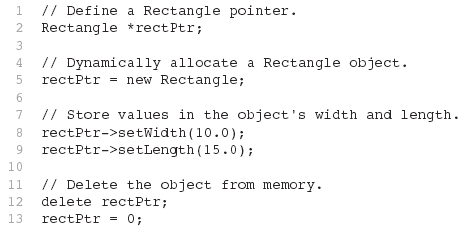 1 // Define a Rectangle pointer.
2 Rectangle *rectPtr;
3
4 // Dynamically allocate a Rectangle object.
5 rectPtr = new Rectangle;
6
7 // Store values in the object's width and length.
8 rectPtr->setWidth(10.0);
9 rectPtr->setLength(15.0);
10
11 // Delete the object from memory.
12 delete rectPtr;
13 rectPtr = 0;